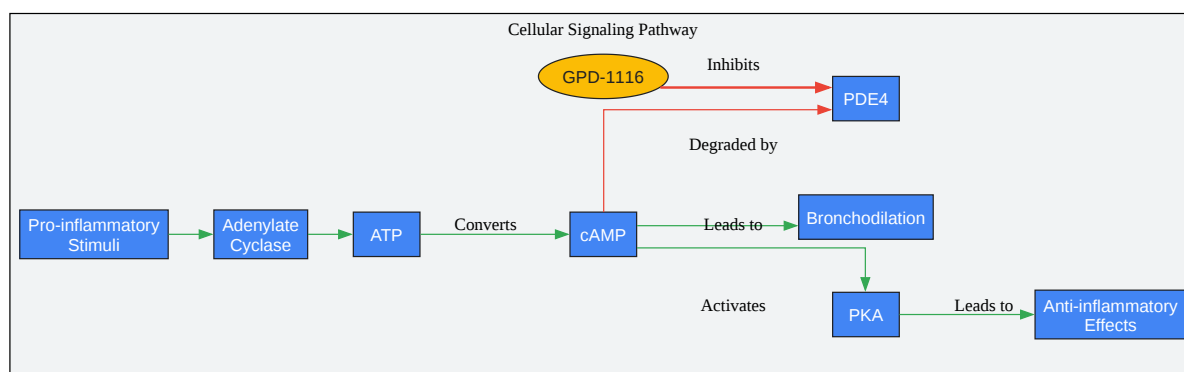 Cellular Signaling Pathway
GPD-1116
Inhibits
PDE4
Degraded by
Pro-inflammatory
Stimuli
Adenylate
Cyclase
ATP
Converts
cAMP
Leads to
Bronchodilation
Activates
PKA
Leads to
Anti-inflammatory
Effects